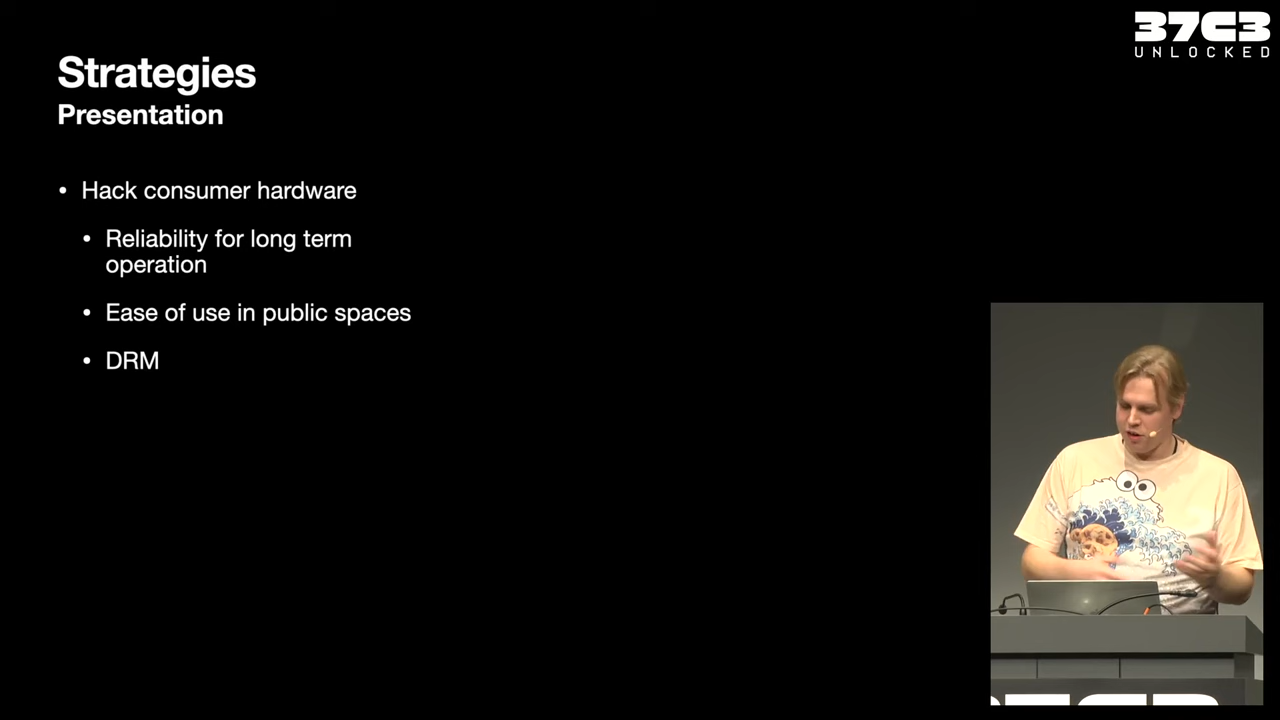 37C3
UNLOCKED
Strategies
Presentation
• Hack consumer hardware
• Reliability for long term
operation
• Ease of use in public spaces
• DRM